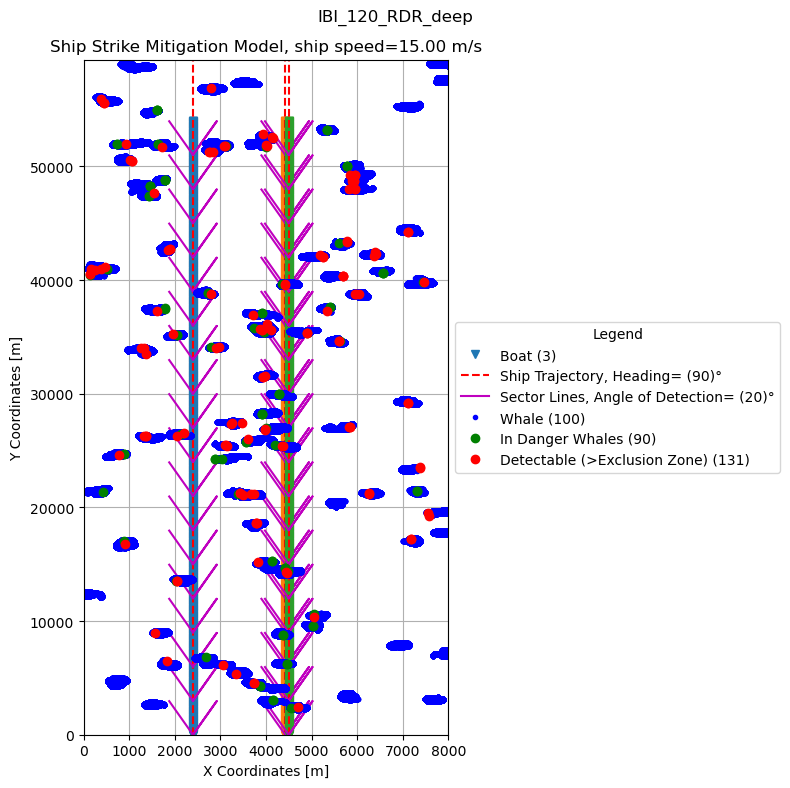 IBI_120_RDR_deep
Ship Strike Mitigation Model, ship speed=15.00 m/s
50000
40000
30000
20000
10000
0
Y Coordinates [m]
0 1000 2000 3000 4000 5000 6000 7000 8000
X Coordinates [m]
Legend
Boat (3)
Ship Trajectory, Heading= (90)°
Sector Lines, Angle of Detection= (20)°
Whale (100)
In Danger Whales (90)
Detectable (>Exclusion Zone) (131)